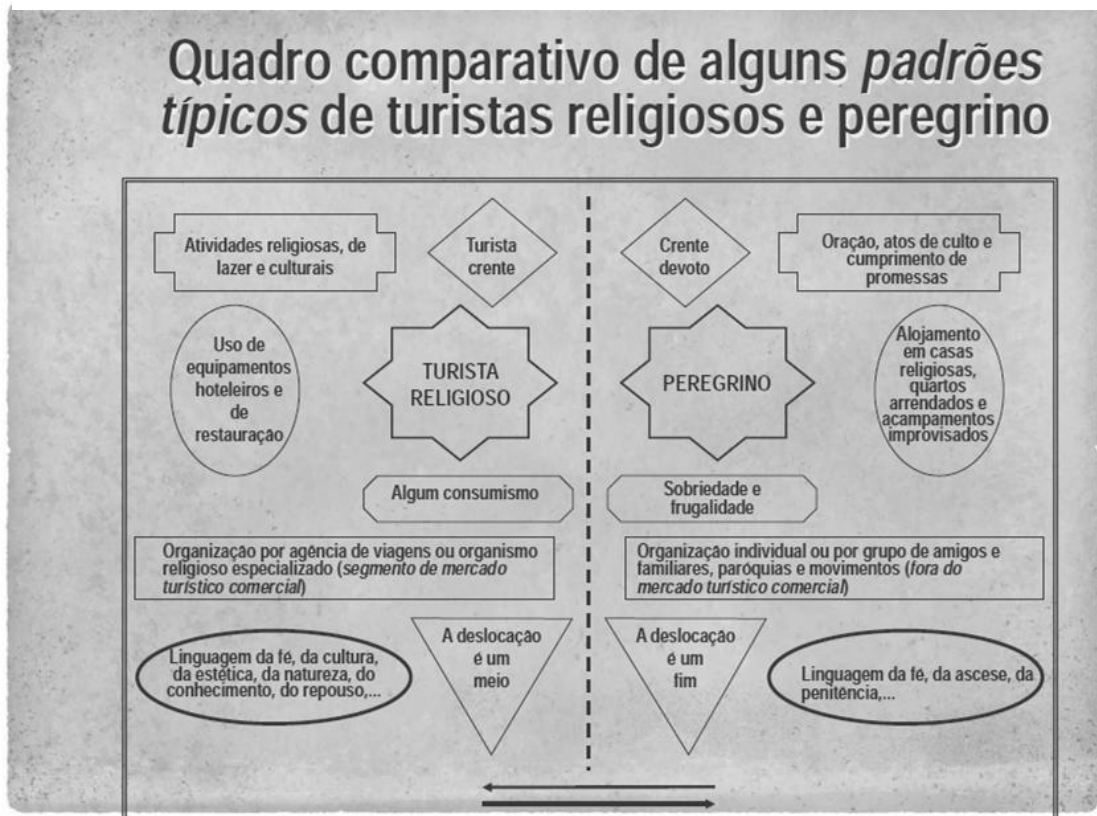 Quadro comparativo de alguns padrões
típicos de turistas religiosos e peregrino
Atividades religiosas, de
lazer e culturais
Turista
crente
Crente
devoto
Oração, atos de culto e
cumprimento de
promessas
Uso de
equipamentos
hoteleiros e
de
restauração
TURISTA
RELIGIOSO
PEREGRINO
Alojamento
em casas
religiosas,
quartos
arrendados e
acampamentos
improvisados
Algum consumismo
Sobriedade e
frugalidade
Organização por agência de viagens ou organismo
religioso especializado (segmento de mercado
turístico comercial)
Organização individual ou por grupo de amigos e
familiares, paróquias e movimentos (fora do
mercado turístico comercial)
Linguagem da fé, da cultura,
da estética, da natureza, do
conhecimento, do repouso,...
A deslocação
é um
meio
A deslocação
é um
fim
Linguagem da fé, da ascese, da
penitência,...